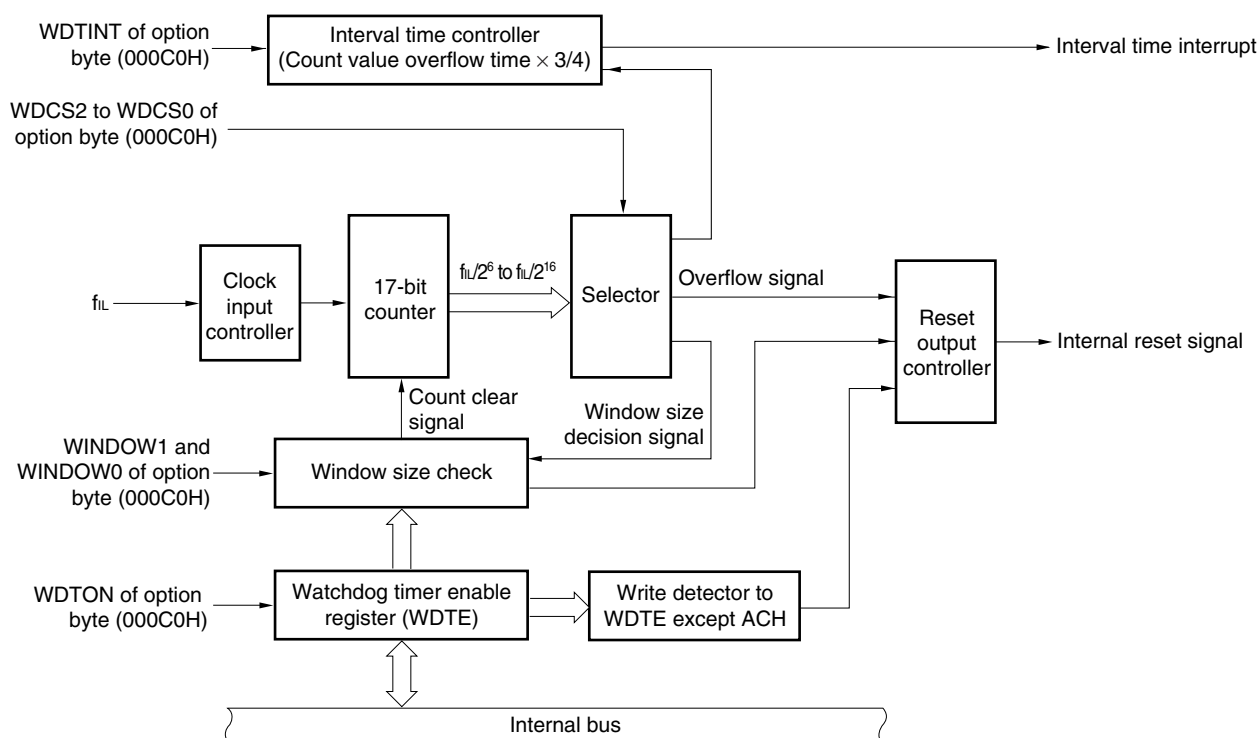 WDTINT of option
byte (000C0H)
Interval time controller
(Count value overflow time × 3/4)
Interval time interrupt
WDCS2 to WDCS0 of
option byte (000C0H)
fIL
Clock
input
controller
17-bit
counter
fIL/2⁶ to fIL/2¹⁶
Selector
Overflow signal
Reset
output
controller
Internal reset signal
Count clear
signal
Window size
decision signal
WINDOW1 and
WINDOW0 of option
byte (000C0H)
Window size check
WDTON of option
byte (000C0H)
Watchdog timer enable
register (WDTE)
Write detector to
WDTE except ACH
Internal bus